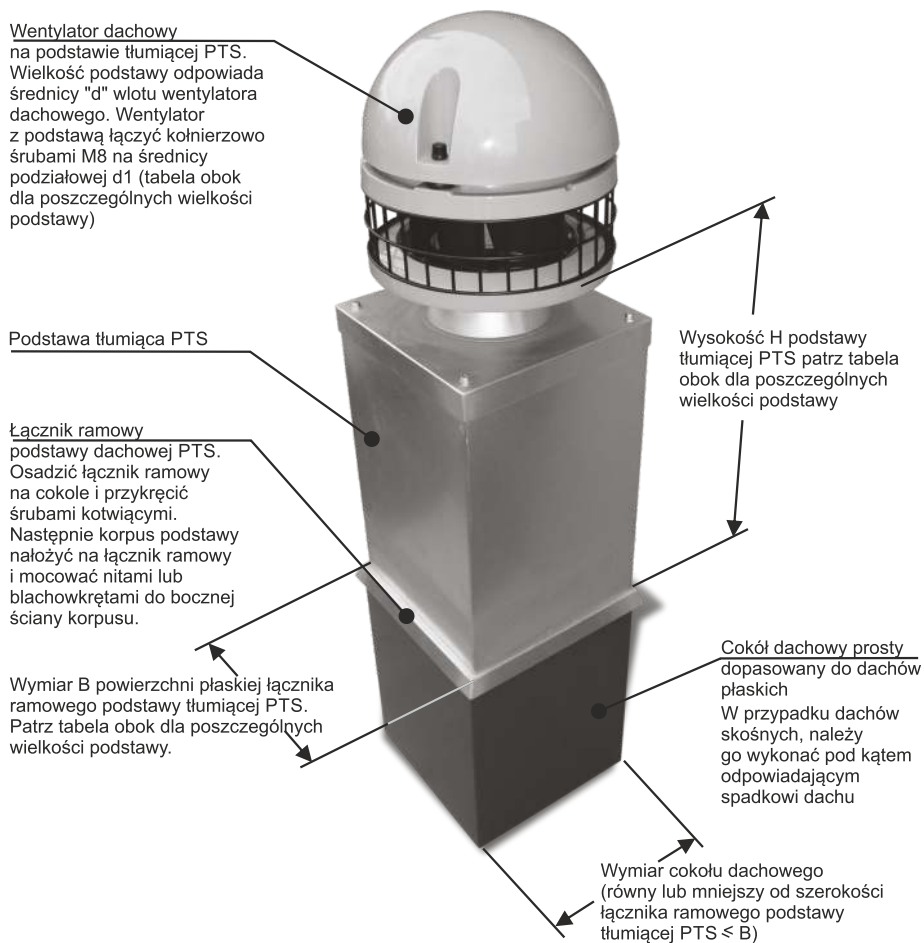 Wentylator dachowy
na podstawie tłumiącej PTS.
Wielkość podstawy odpowiada
średnicy "d" wlotu wentylatora
dachowego. Wentylator
z podstawą łączyć kołnierzowo
śrubami M8 na średnicy
podziałowej d1 (tabela obok
dla poszczególnych wielkości
podstawy)
Podstawa tłumiąca PTS
Wysokość H podstawy
tłumiącej PTS patrz tabela
obok dla poszczególnych
wielkości podstawy
Łącznik ramowy
podstawy dachowej PTS.
Osadzić łącznik ramowy
na cokole i przykręcić
śrubami kotwiącymi.
Następnie korpus podstawy
nałożyć na łącznik ramowy
i mocować nitami lub
blachowkrętami do bocznej
ściany korpusu.
Wymiar B powierzchni płaskiej łącznika
ramowego podstawy tłumiącej PTS.
Patrz tabela obok dla poszczególnych
wielkości podstawy.
Cokół dachowy prosty
dopasowany do dachów
płaskich
W przypadku dachów
skośnych, należy
go wykonać pod kątem
odpowiadającym
spadkowi dachu
Wymiar cokołu dachowego
(równy lub mniejszy od szerokości
łącznika ramowego podstawy
tłumiącej PTS ≤ B)